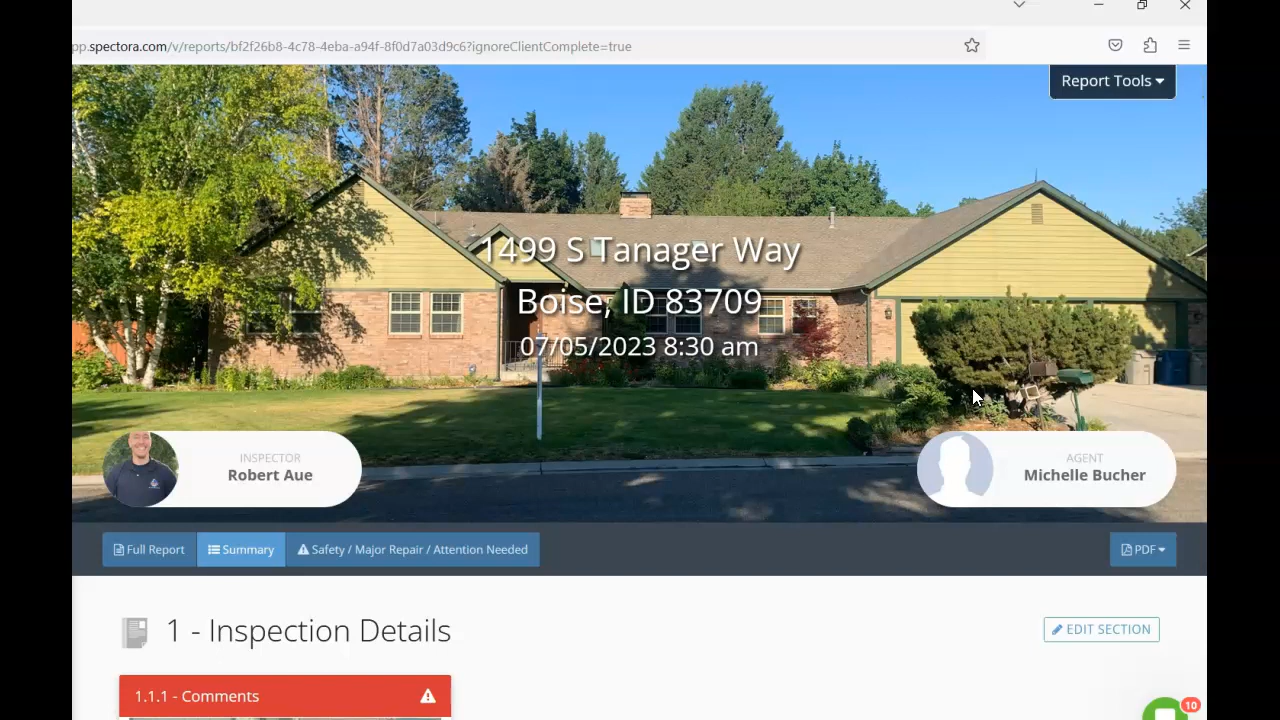 pp.spectora.com/v/reports/bf2f26b8-4c78-4eba-a94f-8f0d7a03d9c6?ignoreClientComplete=true
Report Tools
1499 S Tanager Way
Boise, ID 83709
07/05/2023 8:30 am
INSPECTOR
Robert Aue
AGENT
Michelle Bucher
Full Report
Summary
Safety / Major Repair / Attention Needed
PDF
1 - Inspection Details
EDIT SECTION
1.1.1 - Comments
10